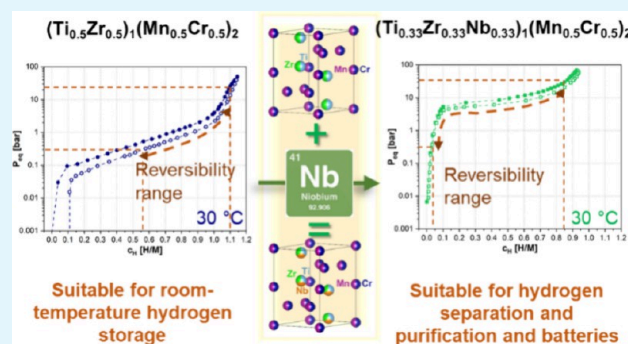 (Ti0.5Zr0.5)1(Mn0.5Cr0.5)2
(Ti0.33Zr0.33Nb0.33)1(Mn0.5Cr0.5)2
100
10
1
0.1
0.01
0.001
Peq [bar]
Reversibility
range
30 °C
0.0 0.1 0.2 0.3 0.4 0.5 0.6 0.7 0.8 0.9 1.0 1.1 1.2
cH [H/M]
Suitable for room-
temperature hydrogen
storage
Ti
Zr
Mn
Cr
+
41
Nb
Niobium
=
Ti
Zr
Nb
Mn
Cr
100
10
1
0.1
0.01
0.001
Peq [bar]
Reversibility
range
30 °C
0.0 0.1 0.2 0.3 0.4 0.5 0.6 0.7 0.8 0.9 1.0 1.1 1.2
cH [H/M]
Suitable for hydrogen
separation and
purification and batteries